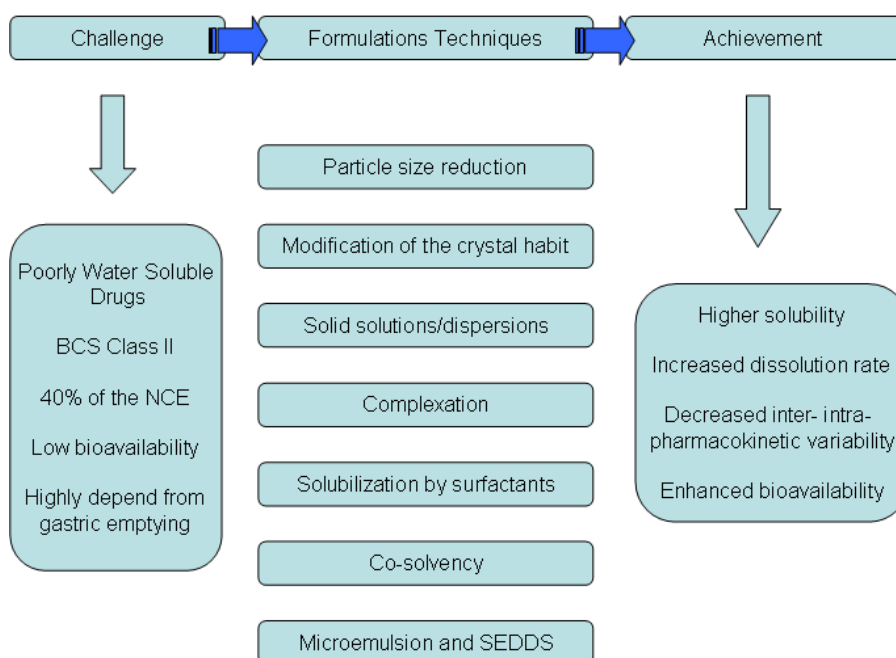 Challenge
Formulations Techniques
Achievement
Poorly Water Soluble
Drugs
BCS Class II
40% of the NCE
Low bioavailability
Highly depend from
gastric emptying
Particle size reduction
Modification of the crystal habit
Solid solutions/dispersions
Complexation
Solubilization by surfactants
Co-solvency
Microemulsion and SEDDS
Higher solubility
Increased dissolution rate
Decreased inter- intra-
pharmacokinetic variability
Enhanced bioavailability